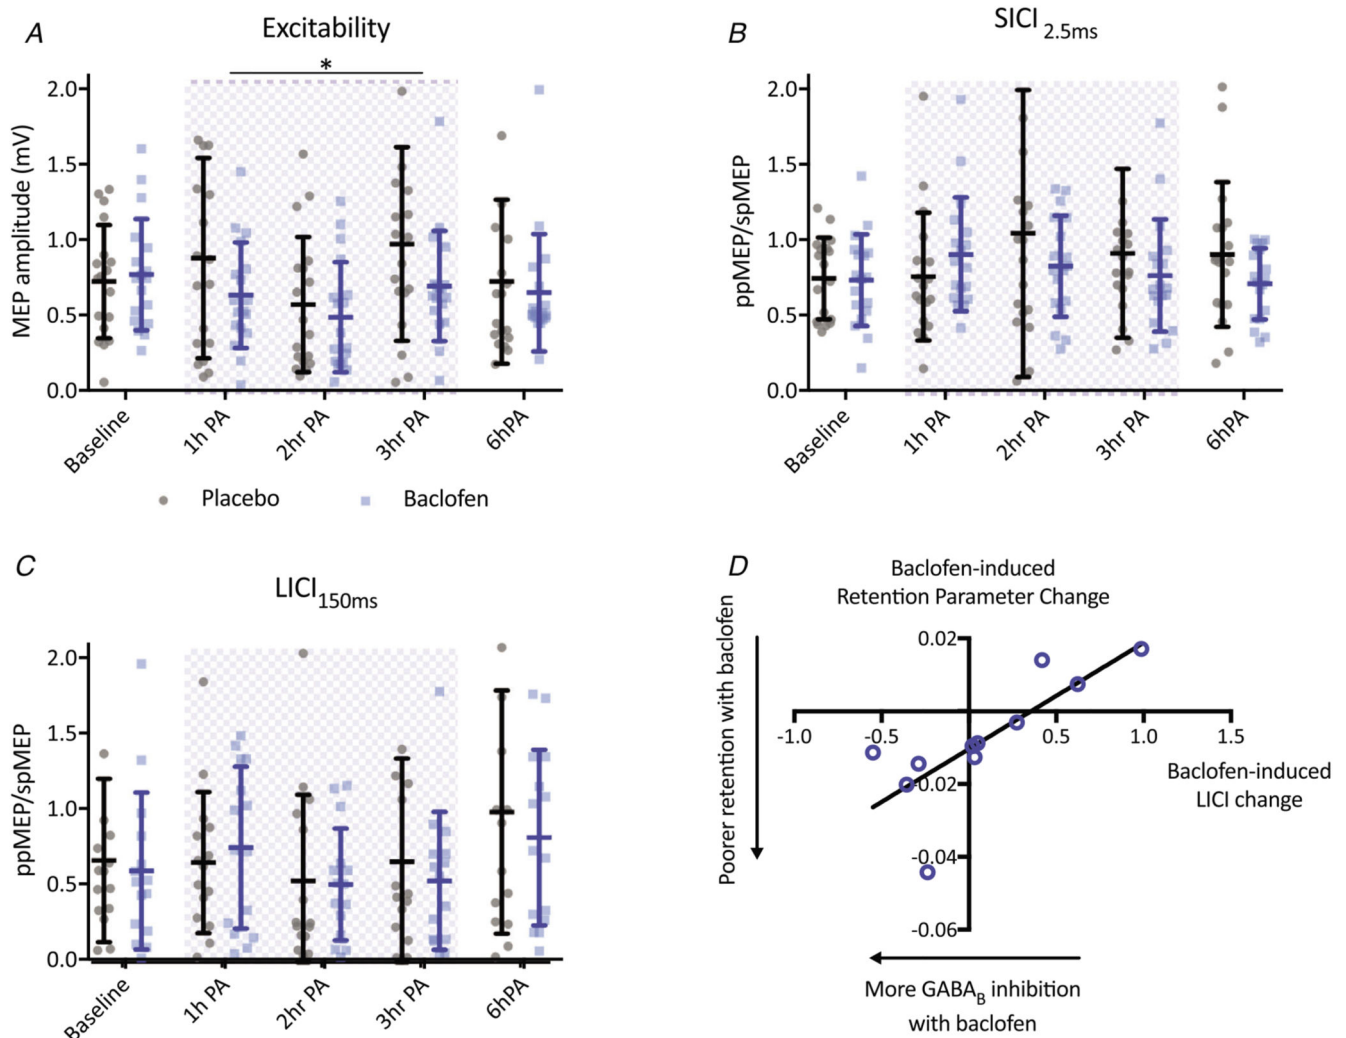 A
Excitability
*
MEP amplitude (mV)
2.0
1.5
1.0
0.5
0.0
Baseline
1h PA
2hr PA
3hr PA
6hPA
Placebo
Baclofen
B
SICI 2.5ms
ppMEP/spMEP
2.0
1.5
1.0
0.5
0.0
Baseline
1h PA
2hr PA
3hr PA
6hPA
C
LICI150ms
ppMEP/spMEP
2.0
1.5
1.0
0.5
0.0
Baseline
1h PA
2hr PA
3hr PA
6hPA
D
Baclofen-induced
Retention Parameter Change
Poorer retention with baclofen
0.02
-1.0
-0.5
0.5
1.0
1.5
-0.02
-0.04
-0.06
Baclofen-induced
LICI change
More GABAB inhibition
with baclofen